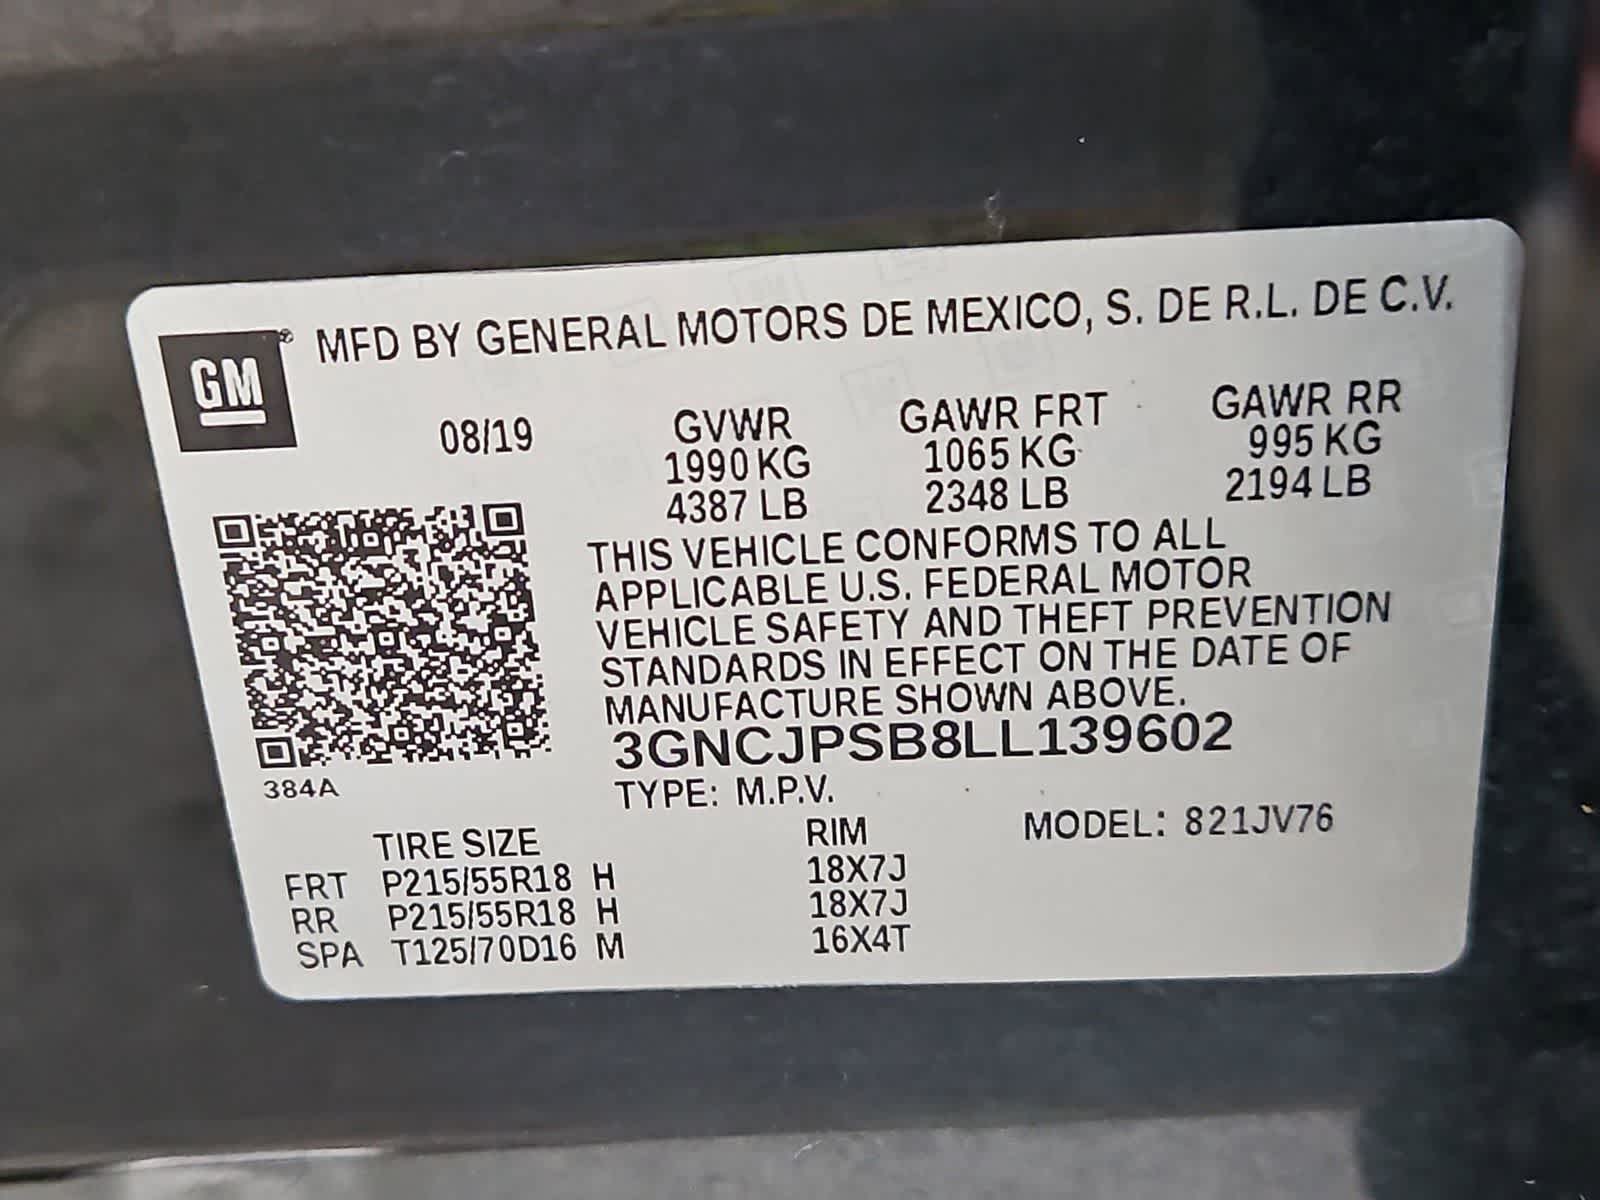 GM® MFD BY GENERAL MOTORS DE MEXICO, S. DE R.L. DE C.V.
08/19 GVWR GAWR FRT GAWR RR
1990 KG 1065 KG 995 KG
4387 LB 2348 LB 2194 LB
THIS VEHICLE CONFORMS TO ALL
APPLICABLE U.S. FEDERAL MOTOR
VEHICLE SAFETY AND THEFT PREVENTION
STANDARDS IN EFFECT ON THE DATE OF
MANUFACTURE SHOWN ABOVE.
3GNCJPSB8LL139602
384A TYPE: M.P.V.
TIRE SIZE RIM MODEL: 821JV76
FRT P215/55R18 H 18X7J
RR P215/55R18 H 18X7J
SPA T125/70D16 M 16X4T